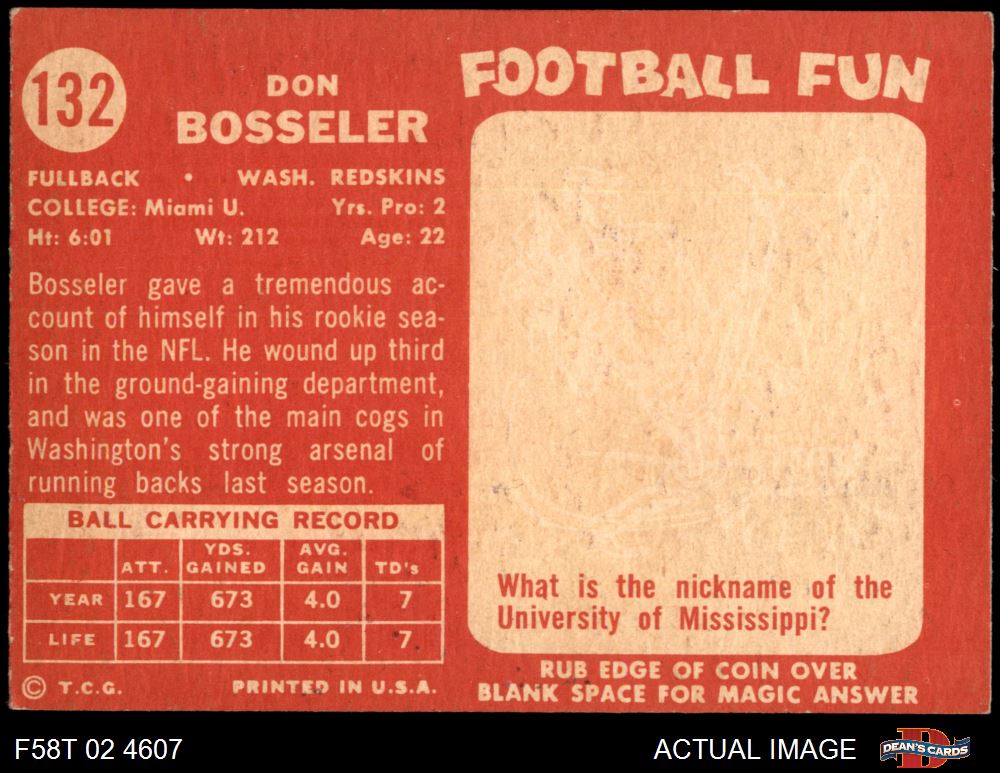 132
DON
BOSSELER
FULLBACK • WASH. REDSKINS
COLLEGE: Miami U. Yrs. Pro: 2
Ht: 6:01 Wt: 212 Age: 22
Bosseler gave a tremendous ac-
count of himself in his rookie sea-
son in the NFL. He wound up third
in the ground-gaining department,
and was one of the main cogs in
Washington's strong arsenal of
running backs last season.
BALL CARRYING RECORD
ATT. YDS. GAINED AVG. GAIN TD's
YEAR 167 673 4.0 7
LIFE 167 673 4.0 7
© T.C.G. PRINTED IN U.S.A.
FOOTBALL FUN
What is the nickname of the
University of Mississippi?
RUB EDGE OF COIN OVER
BLANK SPACE FOR MAGIC ANSWER
F58T 02 4607 ACTUAL IMAGE DEAN'S CARDS